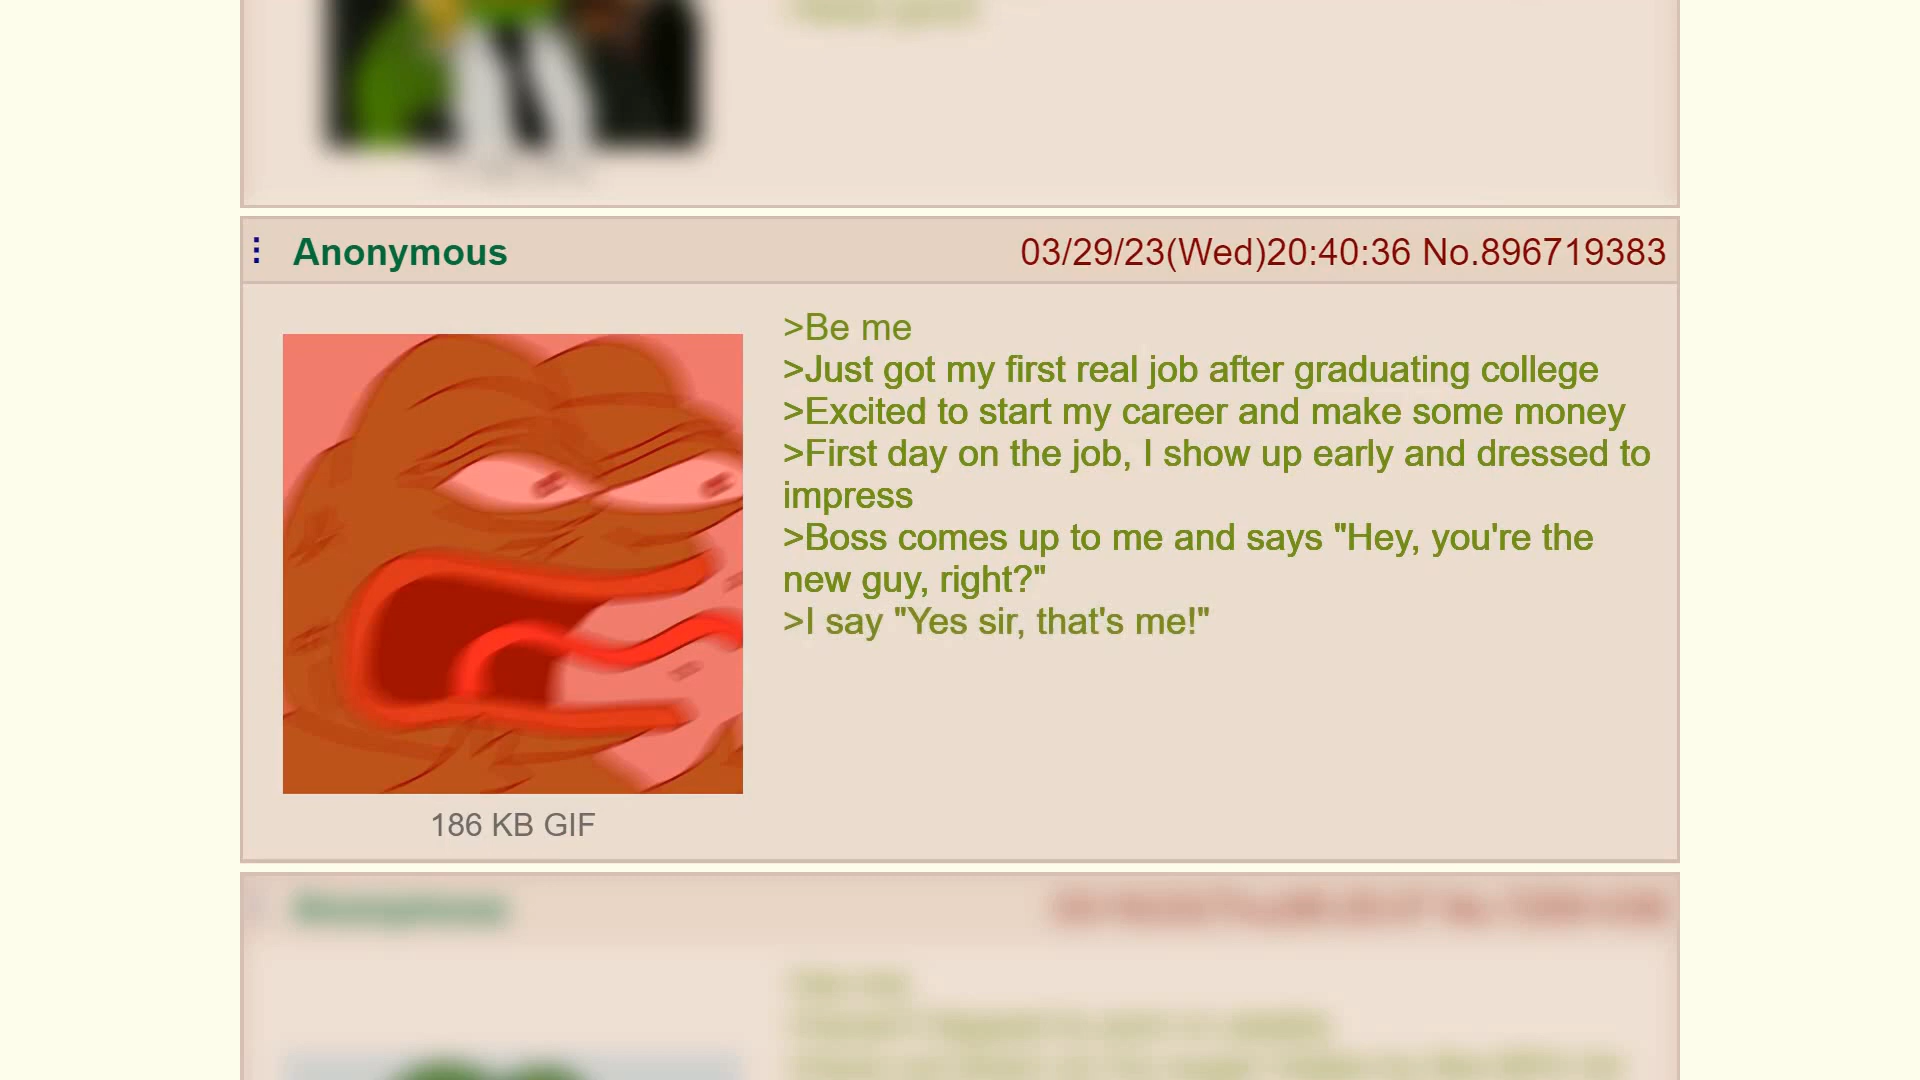 Anonymous
03/29/23(Wed)20:40:36 No.896719383
>Be me
>Just got my first real job after graduating college
>Excited to start my career and make some money
>First day on the job, I show up early and dressed to
impress
>Boss comes up to me and says "Hey, you're the
new guy, right?"
>I say "Yes sir, that's me!"
186 KB GIF
Anonymous